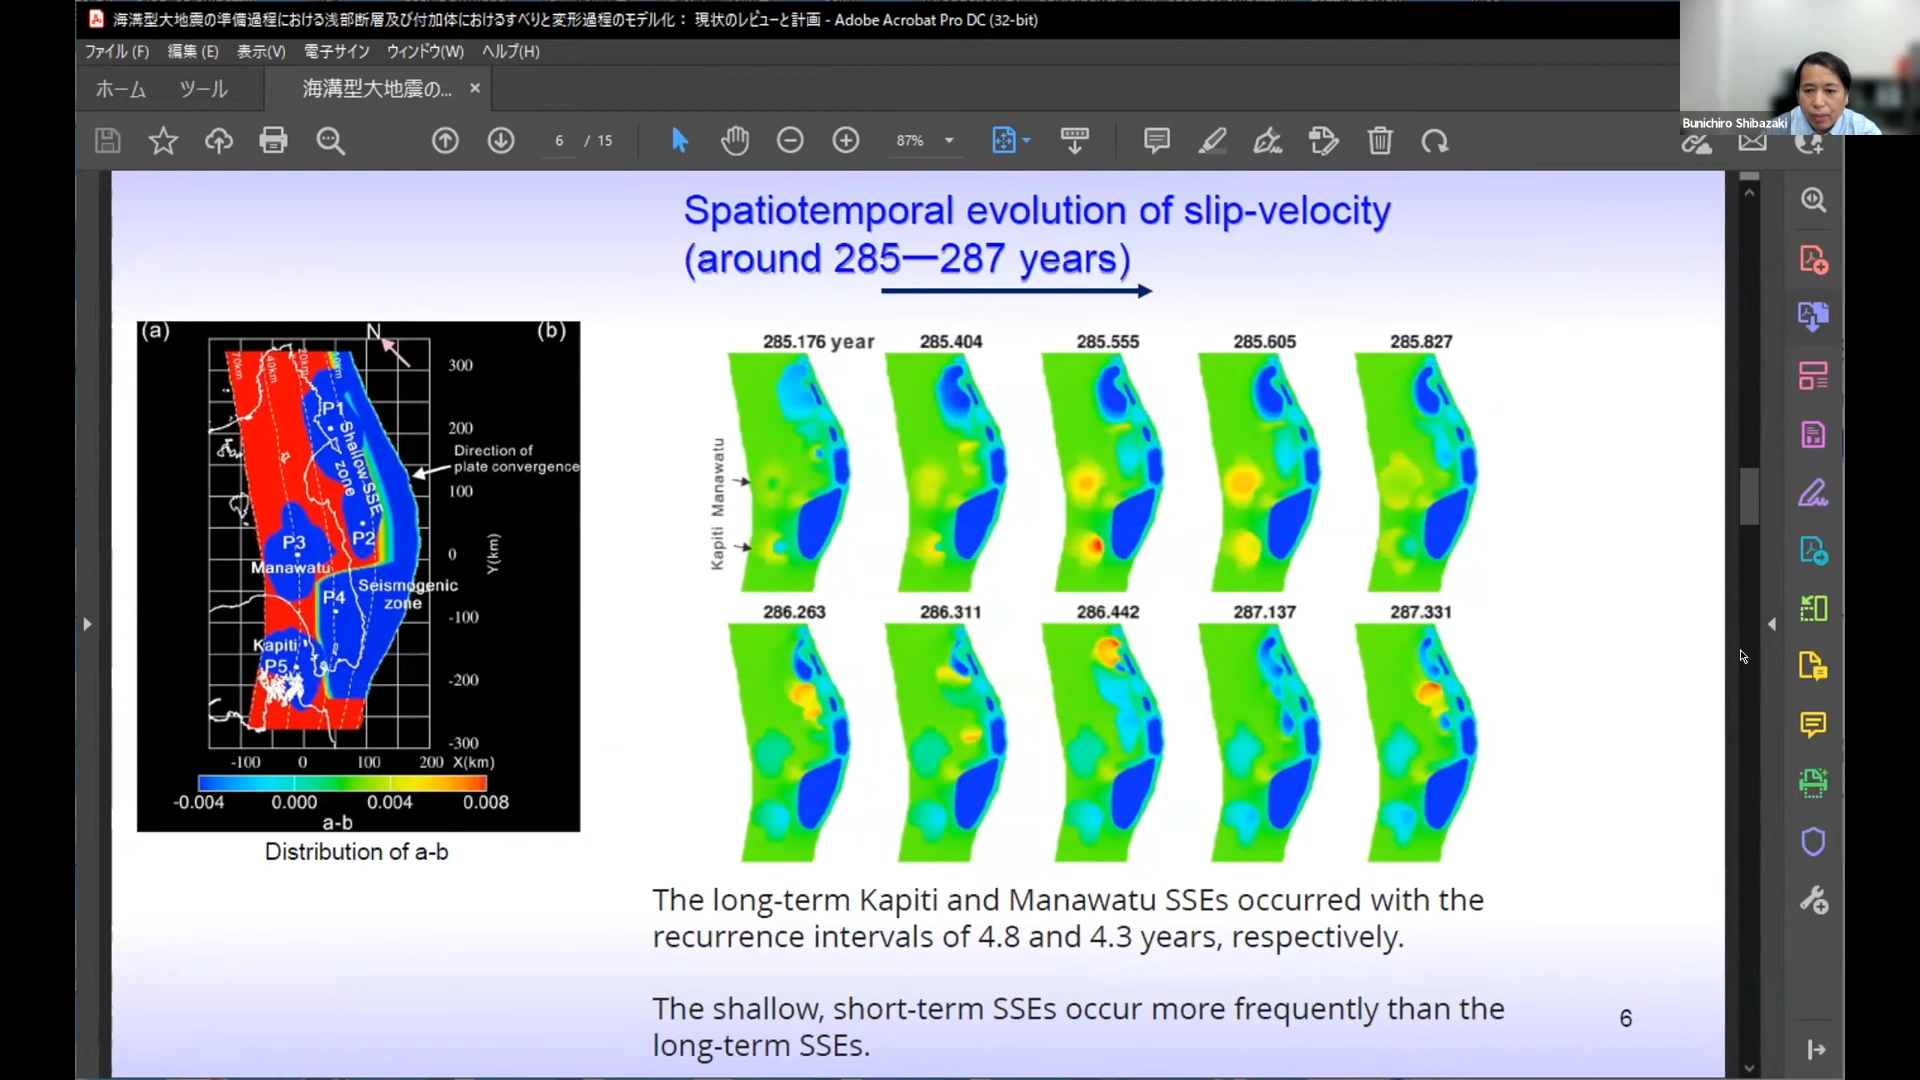 海溝型大地震の準備過程における浅部断層及び付加体におけるすべりと変形過程のモデル化： 現状のレビューと計画 - Adobe Acrobat Pro DC (32-bit)
ファイル(F) 編集(E) 表示(V) 電子サイン ウィンドウ(W) ヘルプ(H)
ホーム ツール 海溝型大地震の... ×
6 / 15 87%
Bunichiro Shibazaki
Spatiotemporal evolution of slip-velocity
(around 285—287 years)
(a) N (b)
70km 40km 20km
300
200
100
0
-100
-200
-300
Y(km)
P1
Shallow SSE
zone
P2
P3
Manawatu
P4
Seismogenic
zone
Kapiti
P5
Direction of
plate convergence
-100 0 100 200 X(km)
-0.004 0.000 0.004 0.008
a-b
Distribution of a-b
285.176 year 285.404 285.555 285.605 285.827
Manawatu
Kapiti
286.263 286.311 286.442 287.137 287.331
The long-term Kapiti and Manawatu SSEs occurred with the
recurrence intervals of 4.8 and 4.3 years, respectively.
The shallow, short-term SSEs occur more frequently than the
long-term SSEs.
6